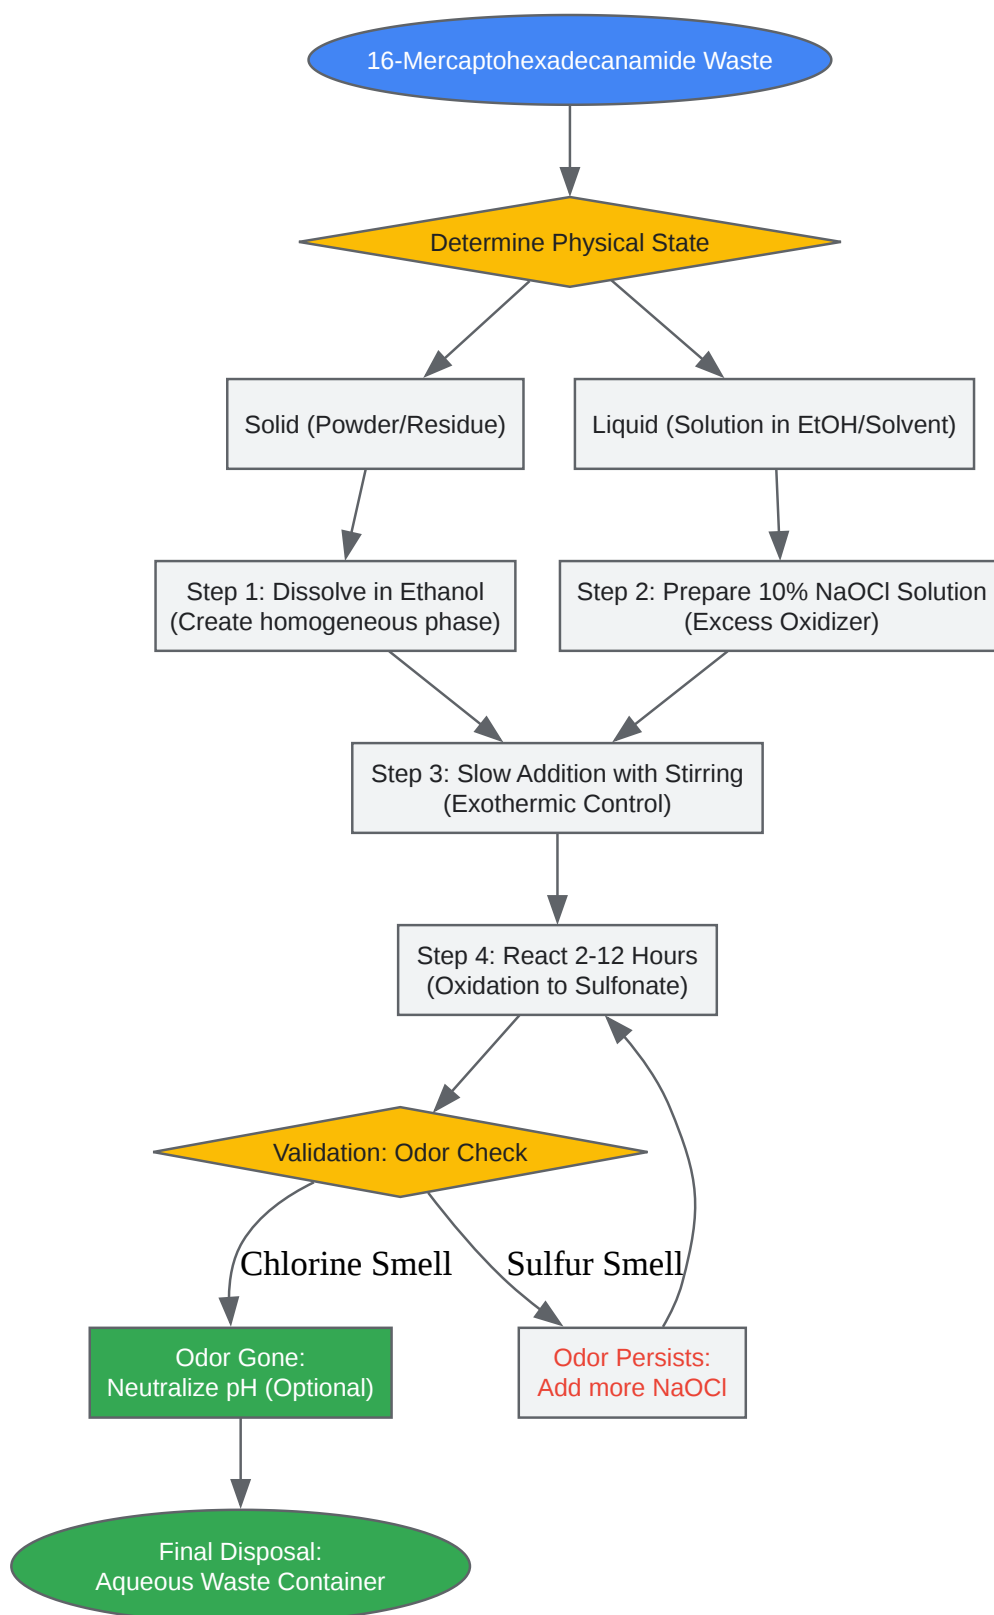 16-Mercaptohexadecanamide Waste
Determine Physical State
Solid (Powder/Residue)
Liquid (Solution in EtOH/Solvent)
Step 1: Dissolve in Ethanol
(Create homogeneous phase)
Step 2: Prepare 10% NaOCl Solution
(Excess Oxidizer)
Step 3: Slow Addition with Stirring
(Exothermic Control)
Step 4: React 2-12 Hours
(Oxidation to Sulfonate)
Validation: Odor Check
Chlorine Smell
Sulfur Smell
Odor Gone:
Neutralize pH (Optional)
Odor Persists:
Add more NaOCl
Final Disposal:
Aqueous Waste Container